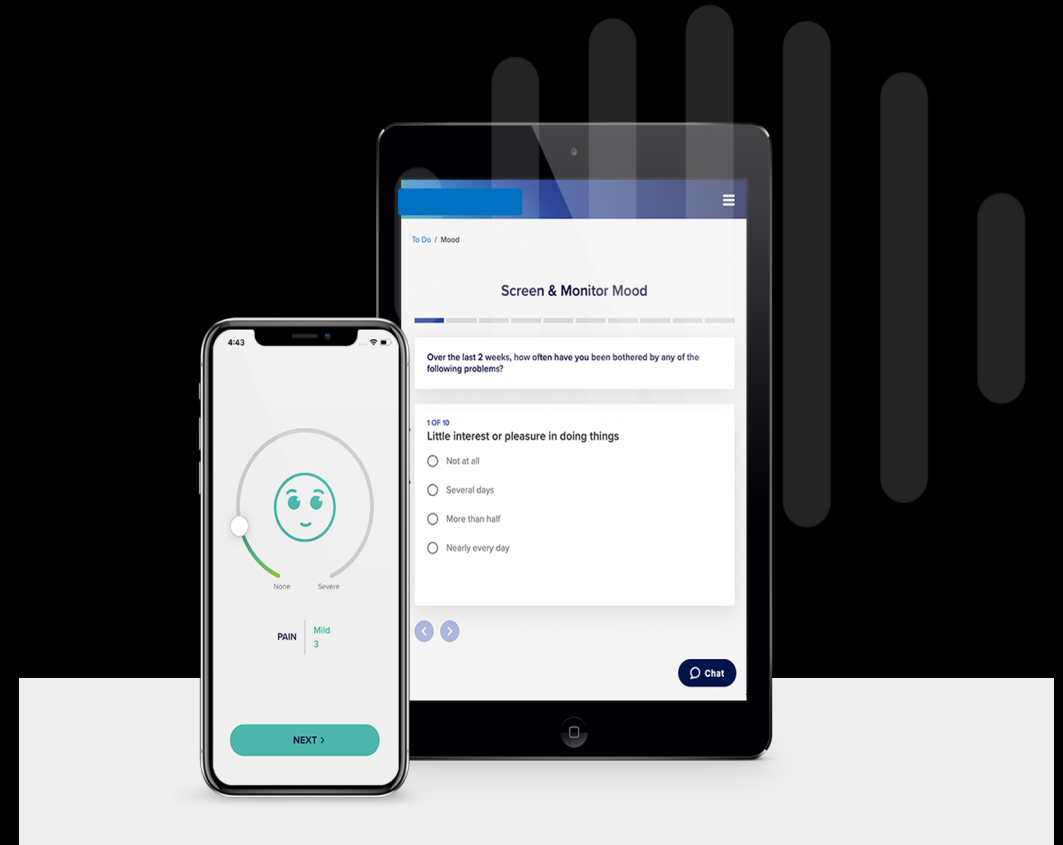 To Do / Mood
Screen & Monitor Mood
Over the last 2 weeks, how often have you been bothered by any of the
following problems?
1 OF 10
Little interest or pleasure in doing things
Not at all
Several days
More than half
Nearly every day
Chat
4:43
None Severe
PAIN
Mild
3
NEXT >